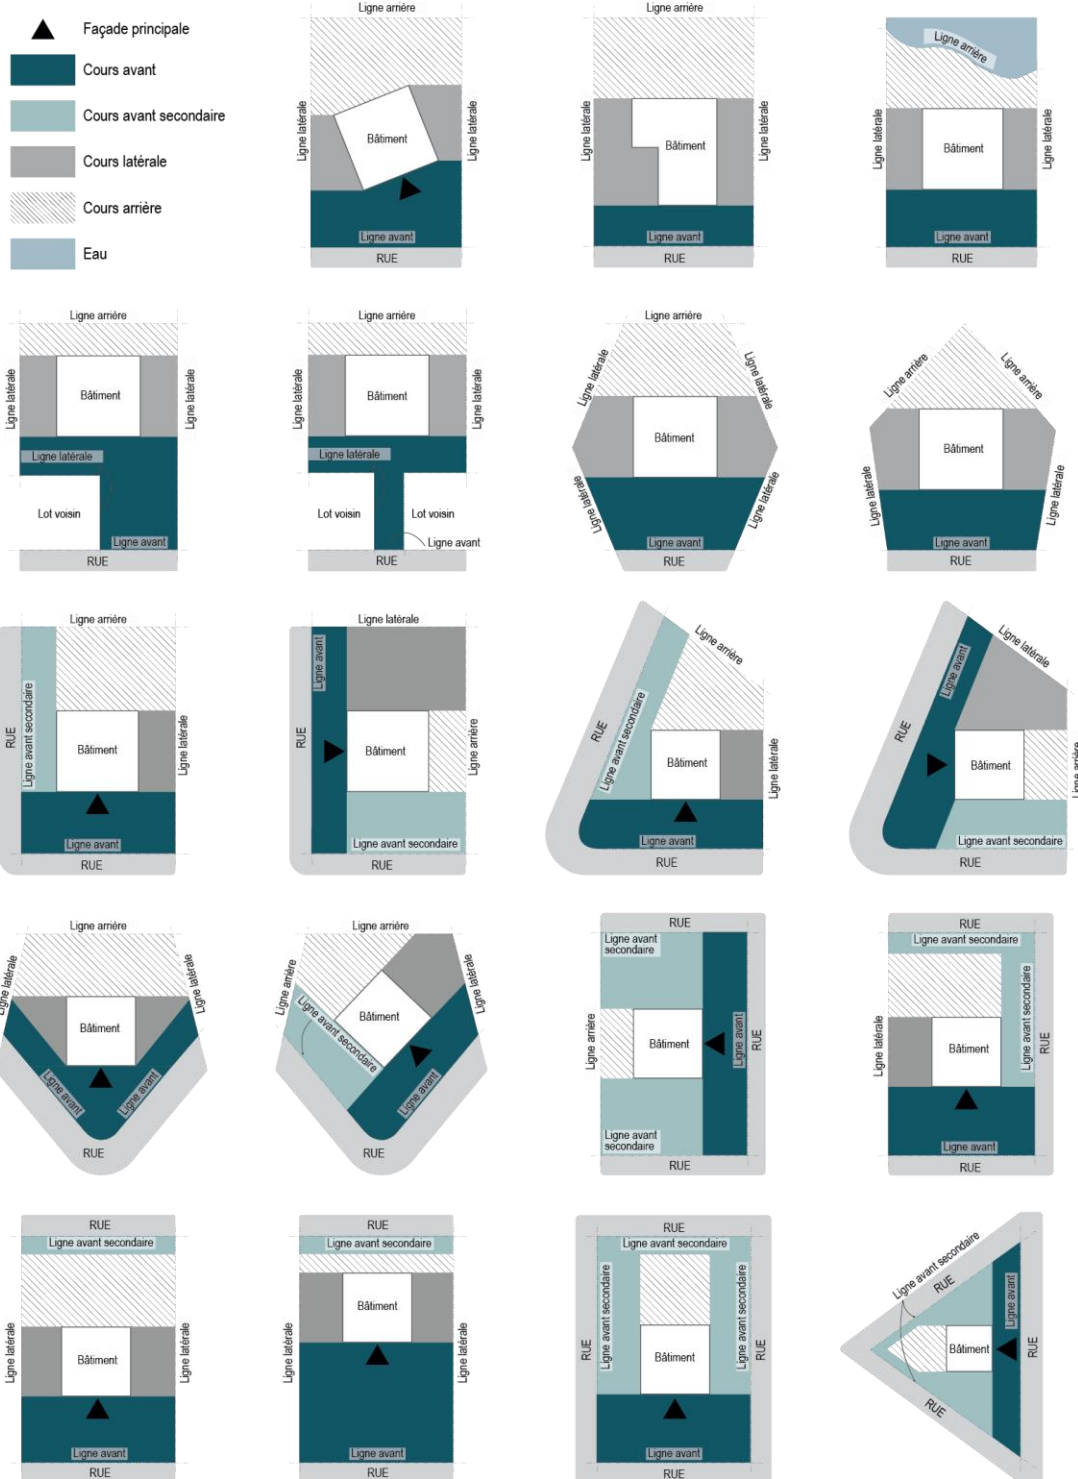 Façade principale
Cours avant
Cours avant secondaire
Cours latérale
Cours arrière
Eau
Ligne arrière
Ligne latérale
Bâtiment
Ligne latérale
Ligne avant
RUE
Ligne arrière
Ligne latérale
Bâtiment
Ligne latérale
Ligne avant
RUE
Ligne arrière
Ligne latérale
Bâtiment
Ligne latérale
Ligne avant
RUE
Ligne arrière
Ligne latérale
Bâtiment
Ligne latérale
Ligne latérale
Lot voisin
Ligne avant
RUE
Ligne arrière
Ligne latérale
Bâtiment
Ligne latérale
Ligne latérale
Lot voisin
Lot voisin
Ligne avant
RUE
Ligne arrière
Ligne latérale
Ligne latérale
Bâtiment
Ligne latérale
Ligne latérale
Ligne avant
RUE
Ligne arrière
Ligne arrière
Bâtiment
Ligne latérale
Ligne latérale
Ligne avant
RUE
Ligne arrière
RUE
Ligne avant secondaire
Bâtiment
Ligne latérale
Ligne avant
RUE
Ligne latérale
Ligne avant
RUE
Bâtiment
Ligne arrière
Ligne avant secondaire
RUE
Ligne arrière
RUE
Ligne avant secondaire
Bâtiment
Ligne latérale
Ligne avant
RUE
Ligne latérale
Ligne avant
RUE
Bâtiment
Ligne arrière
Ligne avant secondaire
RUE
Ligne arrière
Ligne latérale
Ligne latérale
Bâtiment
Ligne avant
Ligne avant
RUE
Ligne arrière
Ligne arrière
Ligne latérale
Ligne avant secondaire
Bâtiment
Ligne avant
RUE
RUE
Ligne avant
secondaire
Ligne arrière
Bâtiment
Ligne avant
RUE
Ligne avant
secondaire
RUE
RUE
Ligne avant secondaire
Ligne avant secondaire
Ligne latérale
Bâtiment
RUE
Ligne avant
RUE
RUE
Ligne avant secondaire
Ligne latérale
Bâtiment
Ligne latérale
Ligne avant
RUE
RUE
Ligne avant secondaire
Bâtiment
Ligne latérale
Ligne avant
RUE
RUE
Ligne avant secondaire
RUE
Ligne avant secondaire
Bâtiment
Ligne avant secondaire
RUE
Ligne avant
RUE
Ligne avant secondaire
RUE
Ligne avant
Bâtiment
RUE
RUE